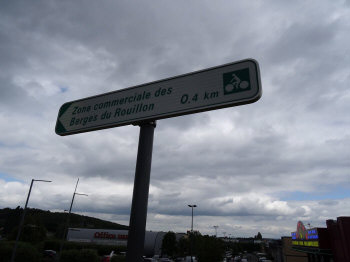 Zone commerciale des
Berges du Rouillon 0.4 km
Office